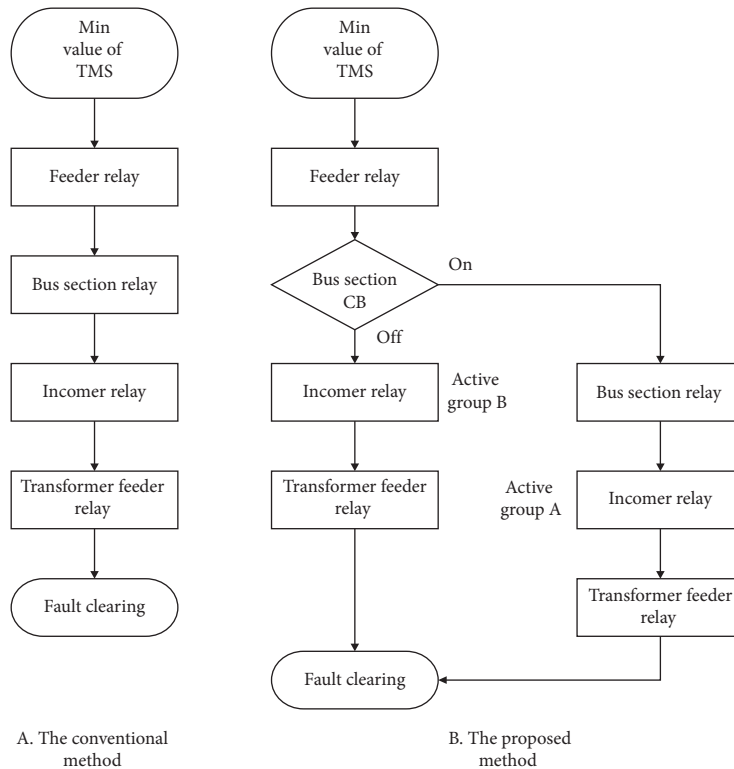 Min
value of
TMS
Feeder relay
Bus section relay
Incomer relay
Transformer feeder
relay
Fault clearing
A. The conventional
method
Min
value of
TMS
Feeder relay
Bus section
CB
On
Off
Incomer relay
Active
group B
Transformer feeder
relay
Bus section relay
Active
group A
Incomer relay
Transformer feeder
relay
Fault clearing
B. The proposed
method